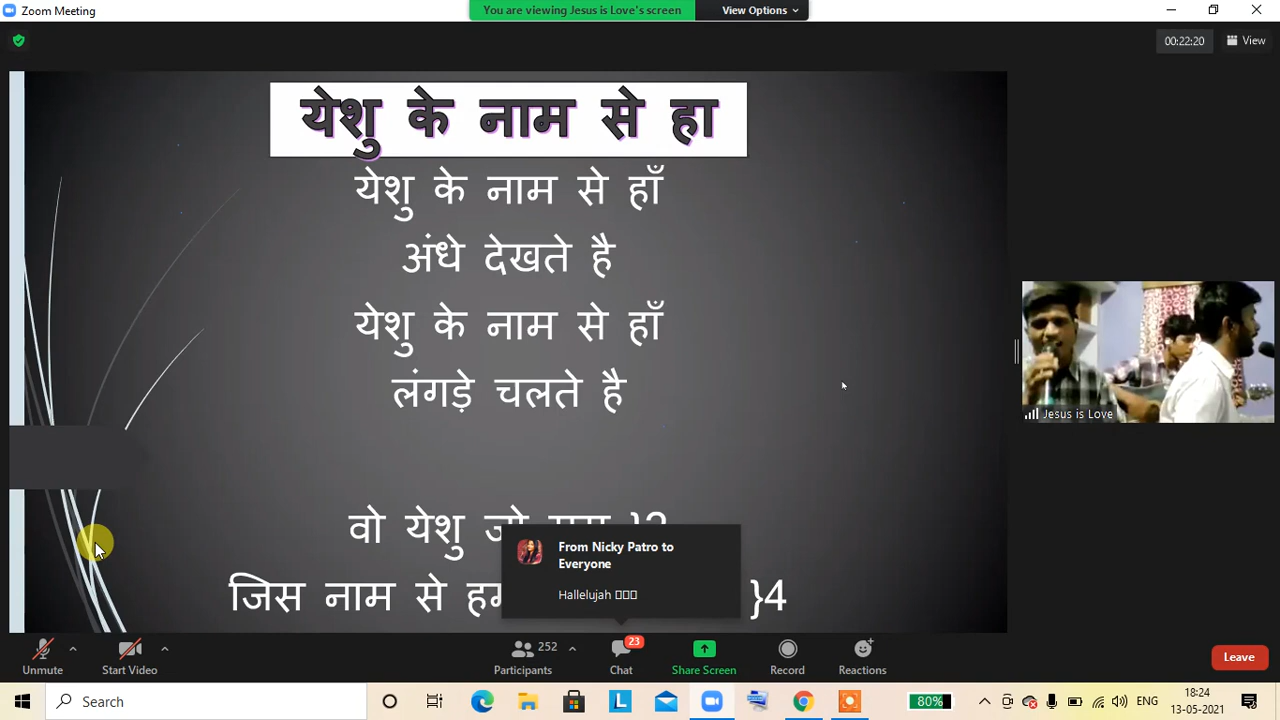 Zoom Meeting
You are viewing Jesus is Love's screen
View Options
00:22:20
View
येशु के नाम से हा
येशु के नाम से हाँ
अंधे देखते है
येशु के नाम से हाँ
लंगड़े चलते है
वो येशु जो
जिस नाम से }4
From Nicky Patro to
Everyone
Hallelujah
Jesus is Love
Unmute
Start Video
252
Participants
23
Chat
Share Screen
Record
Reactions
Leave
Search
L
80%
ENG
18:24
13-05-2021